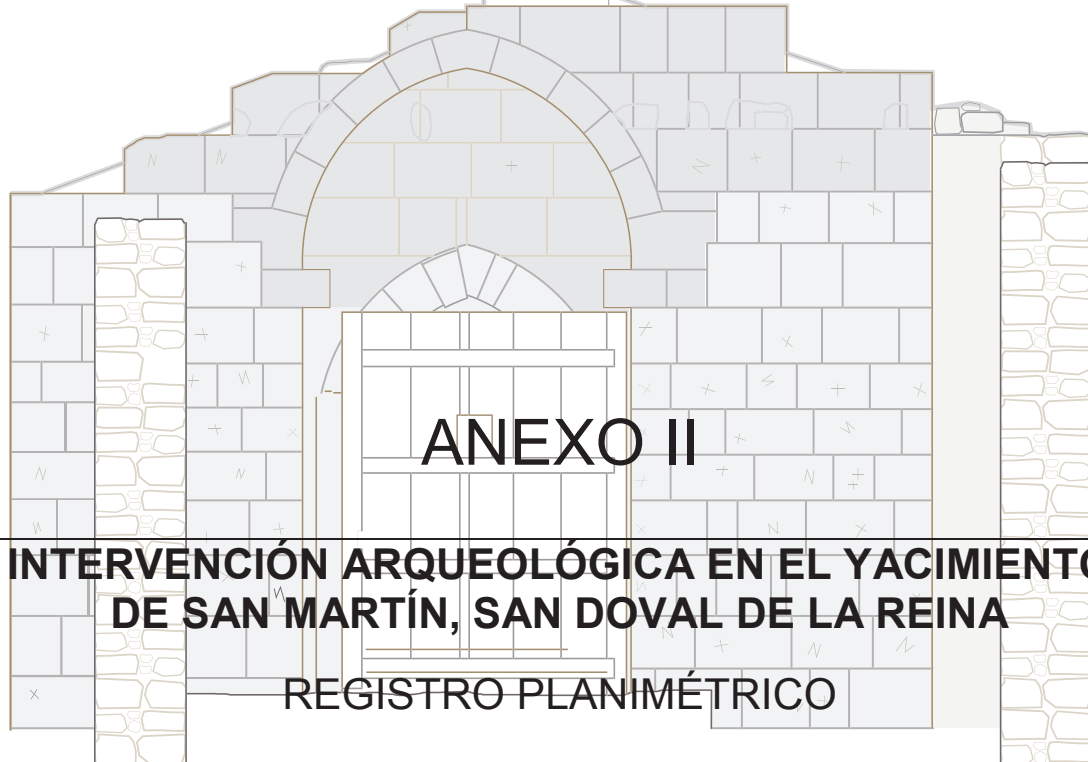 ANEXO II
INTERVENCIÓN ARQUEOLÓGICA EN EL YACIMIENTO
DE SAN MARTÍN, SAN DOVAL DE LA REINA
REGISTRO PLANIMÉTRICO